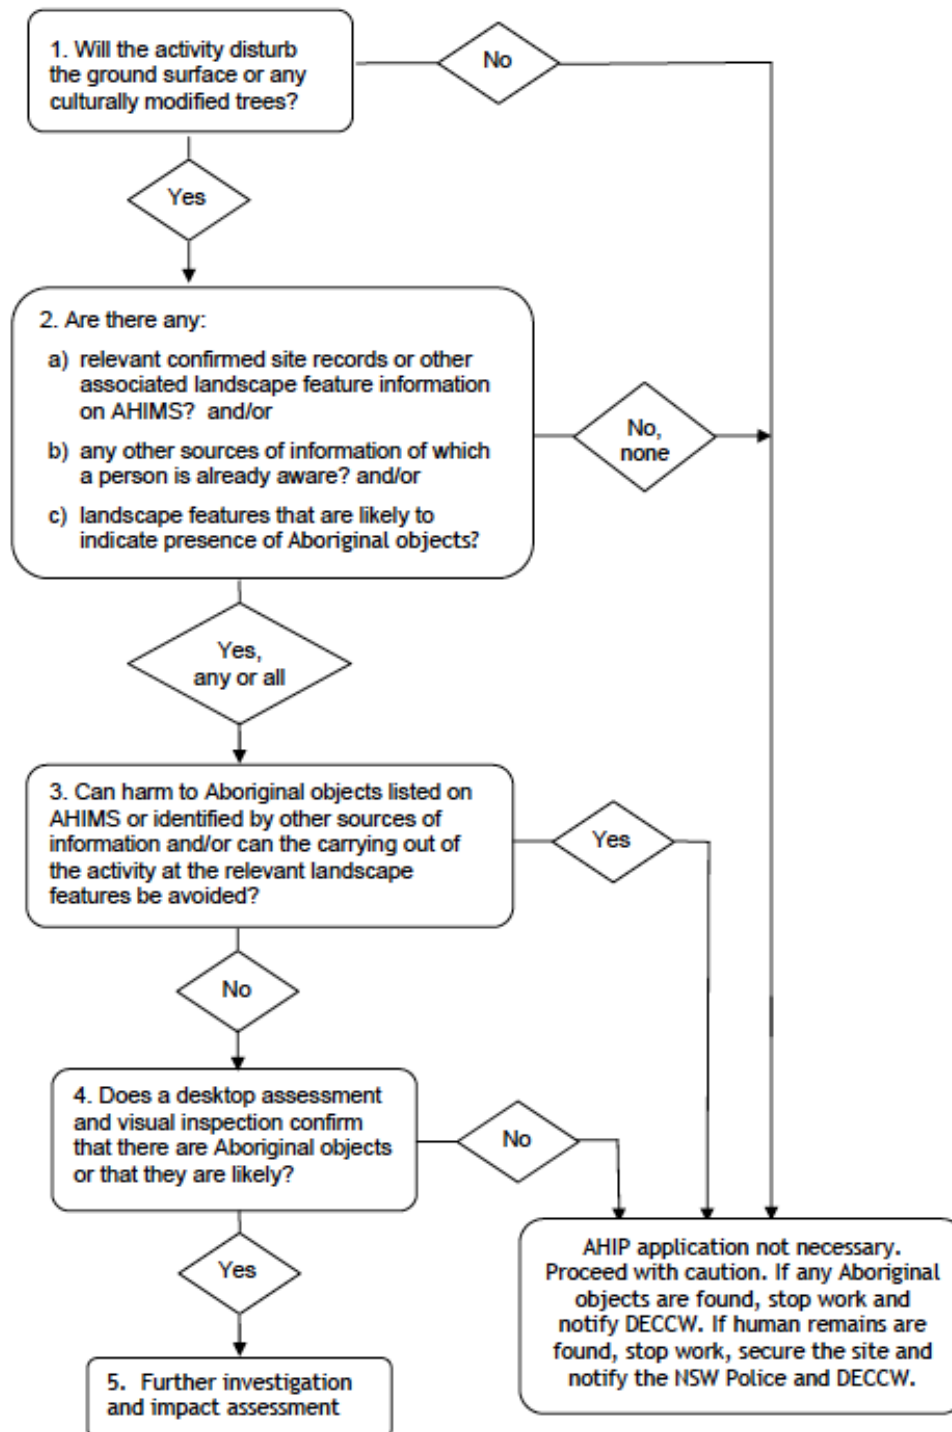 1. Will the activity disturb
the ground surface or any
culturally modified trees?
No
Yes
2. Are there any:
a) relevant confirmed site records or other
associated landscape feature information
on AHIMS? and/or
b) any other sources of information of which
a person is already aware? and/or
c) landscape features that are likely to
indicate presence of Aboriginal objects?
No,
none
Yes,
any or all
3. Can harm to Aboriginal objects listed on
AHIMS or identified by other sources of
information and/or can the carrying out of
the activity at the relevant landscape
features be avoided?
Yes
No
4. Does a desktop assessment
and visual inspection confirm
that there are Aboriginal objects
or that they are likely?
No
Yes
AHIP application not necessary.
Proceed with caution. If any Aboriginal
objects are found, stop work and
notify DECCW. If human remains are
found, stop work, secure the site and
notify the NSW Police and DECCW.
5. Further investigation
and impact assessment